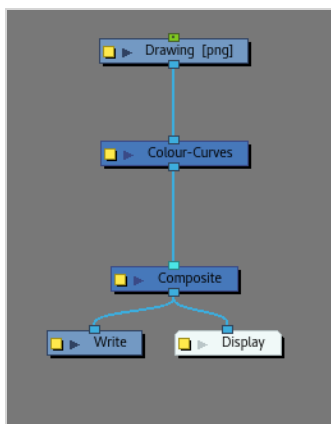 Drawing [png]
Colour-Curves
Composite
Write
Display